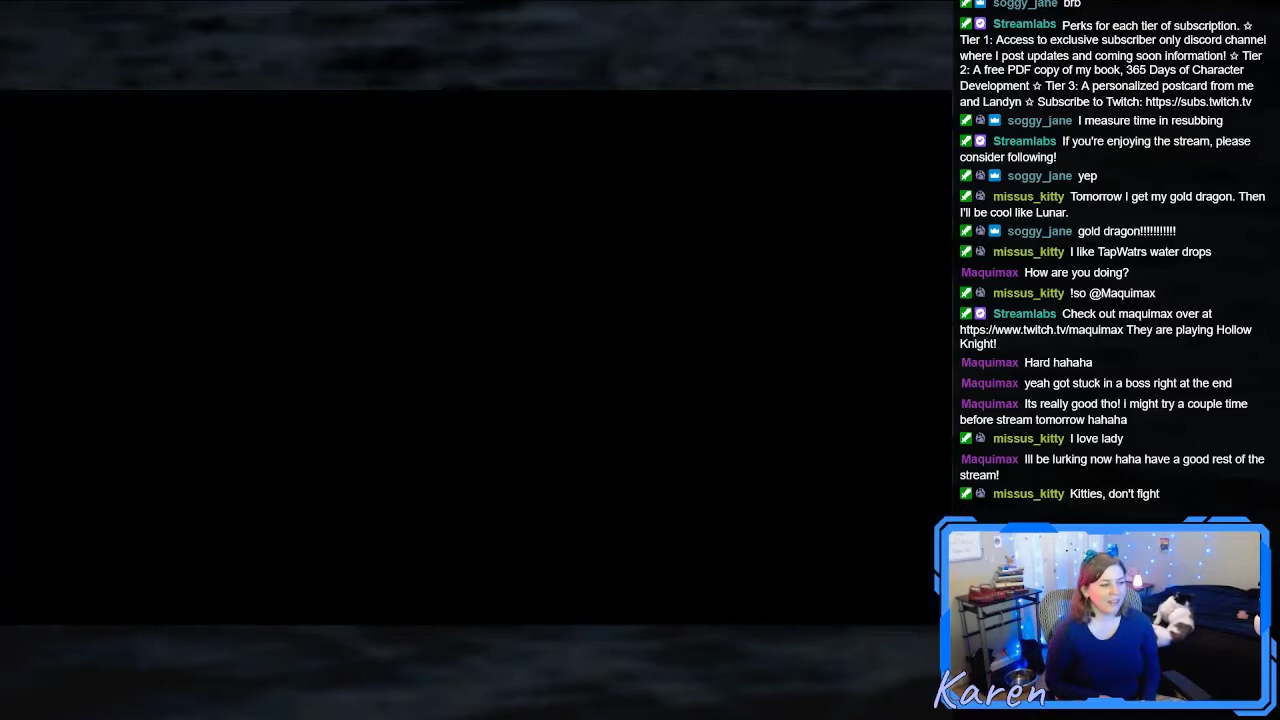 soggy_jane brb
Streamlabs Perks for each tier of subscription. ☆
Tier 1: Access to exclusive subscriber only discord channel
where I post updates and coming soon information! ☆ Tier
2: A free PDF copy of my book, 365 Days of Character
Development ☆ Tier 3: A personalized postcard from me
and Landyn ☆ Subscribe to Twitch: https://subs.twitch.tv
soggy_jane I measure time in resubbing
Streamlabs If you're enjoying the stream, please
consider following!
soggy_jane yep
missus_kitty Tomorrow I get my gold dragon. Then
I'll be cool like Lunar.
soggy_jane gold dragon!!!!!!!!!!!
missus_kitty I like TapWatrs water drops
Maquimax How are you doing?
missus_kitty !so @Maquimax
Streamlabs Check out maquimax over at
https://www.twitch.tv/maquimax They are playing Hollow
Knight!
Maquimax Hard hahaha
Maquimax yeah got stuck in a boss right at the end
Maquimax Its really good tho! i might try a couple time
before stream tomorrow hahaha
missus_kitty I love lady
Maquimax Ill be lurking now haha have a good rest of the
stream!
missus_kitty Kitties, don't fight
Karen